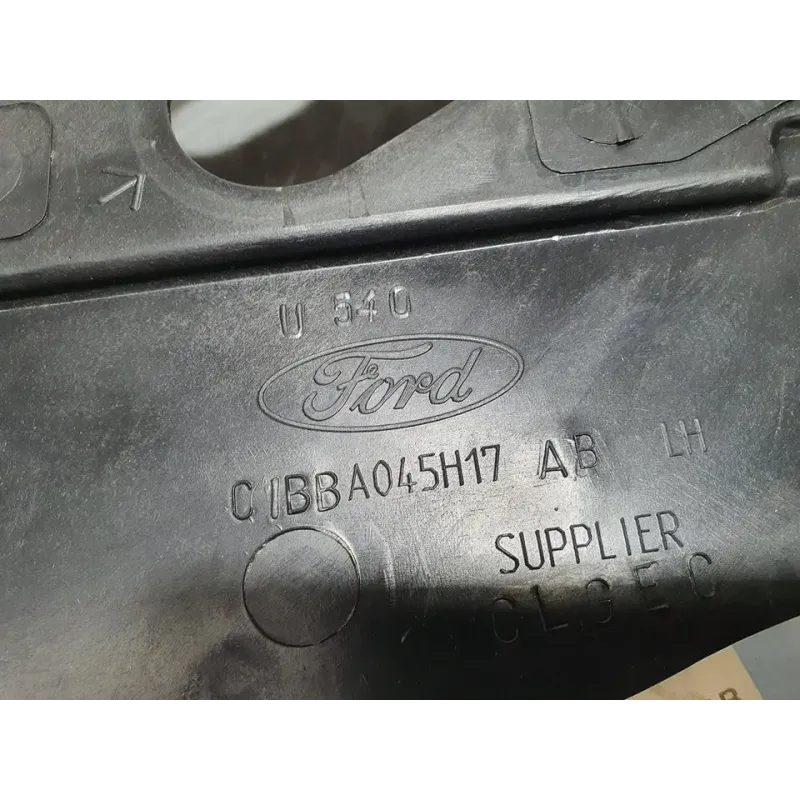 U 540
Ford
C1BBA045H17 AB LH
SUPPLIER